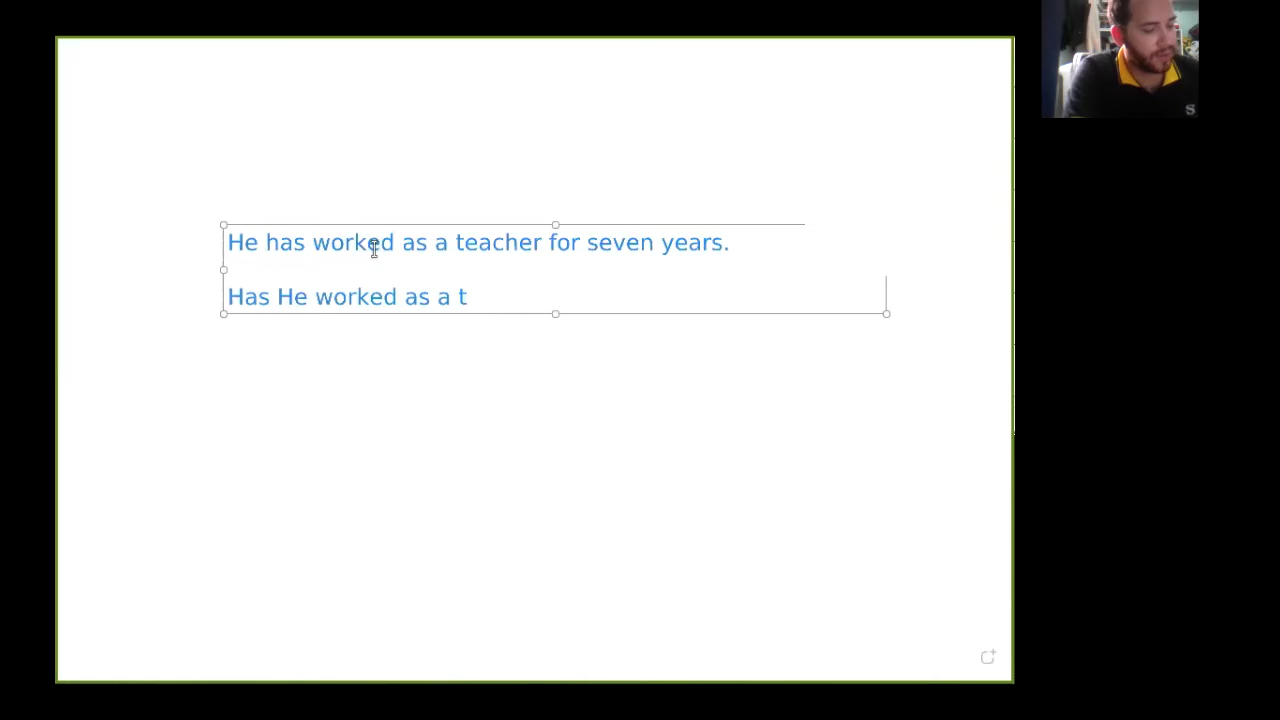 He has worked as a teacher for seven years.
Has He worked as a t
S